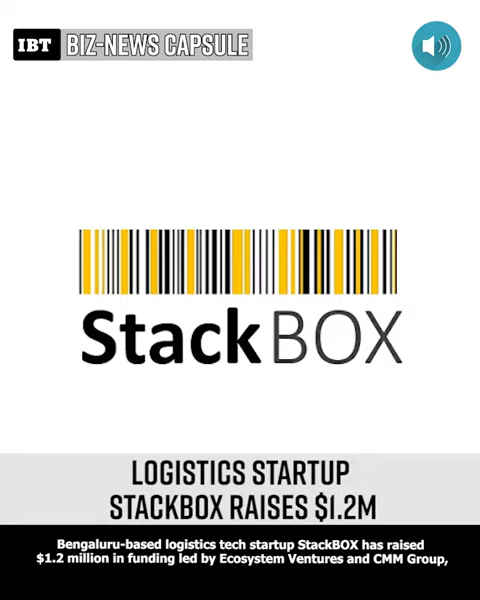 IBT BIZ-NEWS CAPSULE
StackBOX
LOGISTICS STARTUP
STACKBOX RAISES $1.2M
Bengaluru-based logistics tech startup StackBOX has raised
$1.2 million in funding led by Ecosystem Ventures and CMM Group,